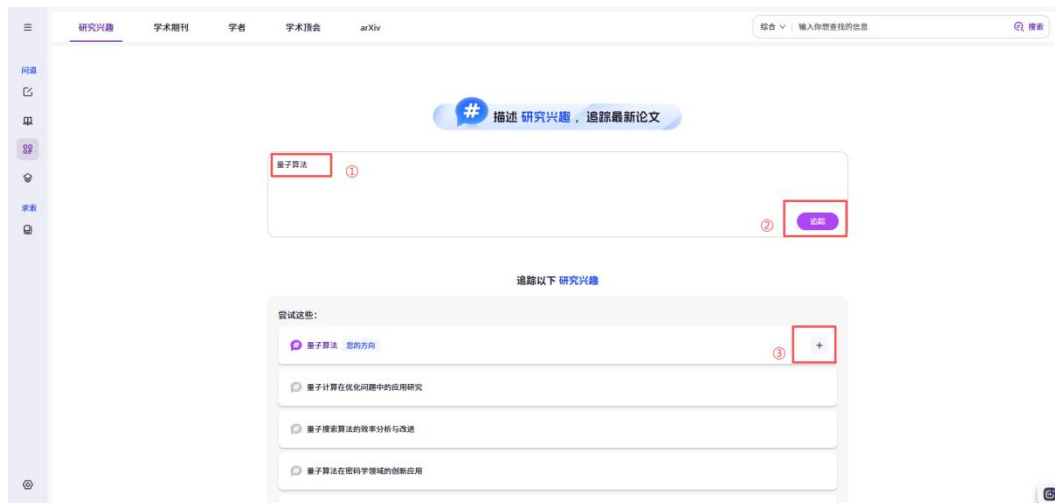 研究兴趣 学术期刊 学者 学术顶会 arXiv 综合 输入你想查找的信息 搜索
问道
求索
# 描述 研究兴趣 ，追踪最新论文
量子算法 ①
② 追踪
追踪以下 研究兴趣
尝试这些：
# 量子算法 您的方向 ③ +
量子计算在优化问题中的应用研究
量子搜索算法的效率分析与改进
量子算法在密码学领域的创新应用